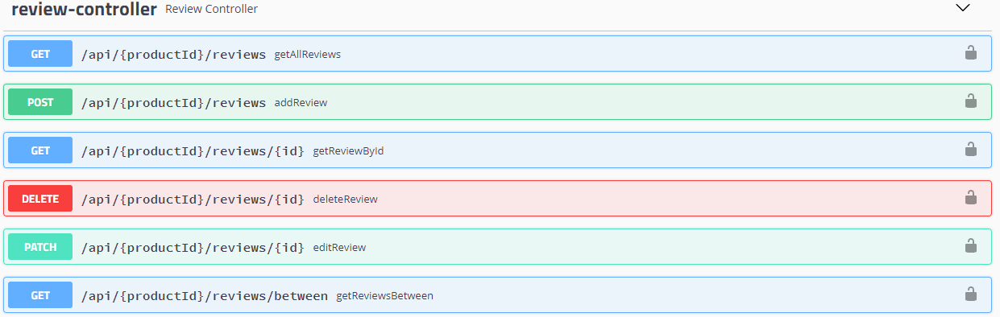 review-controller Review Controller
GET /api/{productId}/reviews getAllReviews
POST /api/{productId}/reviews addReview
GET /api/{productId}/reviews/{id} getReviewById
DELETE /api/{productId}/reviews/{id} deleteReview
PATCH /api/{productId}/reviews/{id} editReview
GET /api/{productId}/reviews/between getReviewsBetween